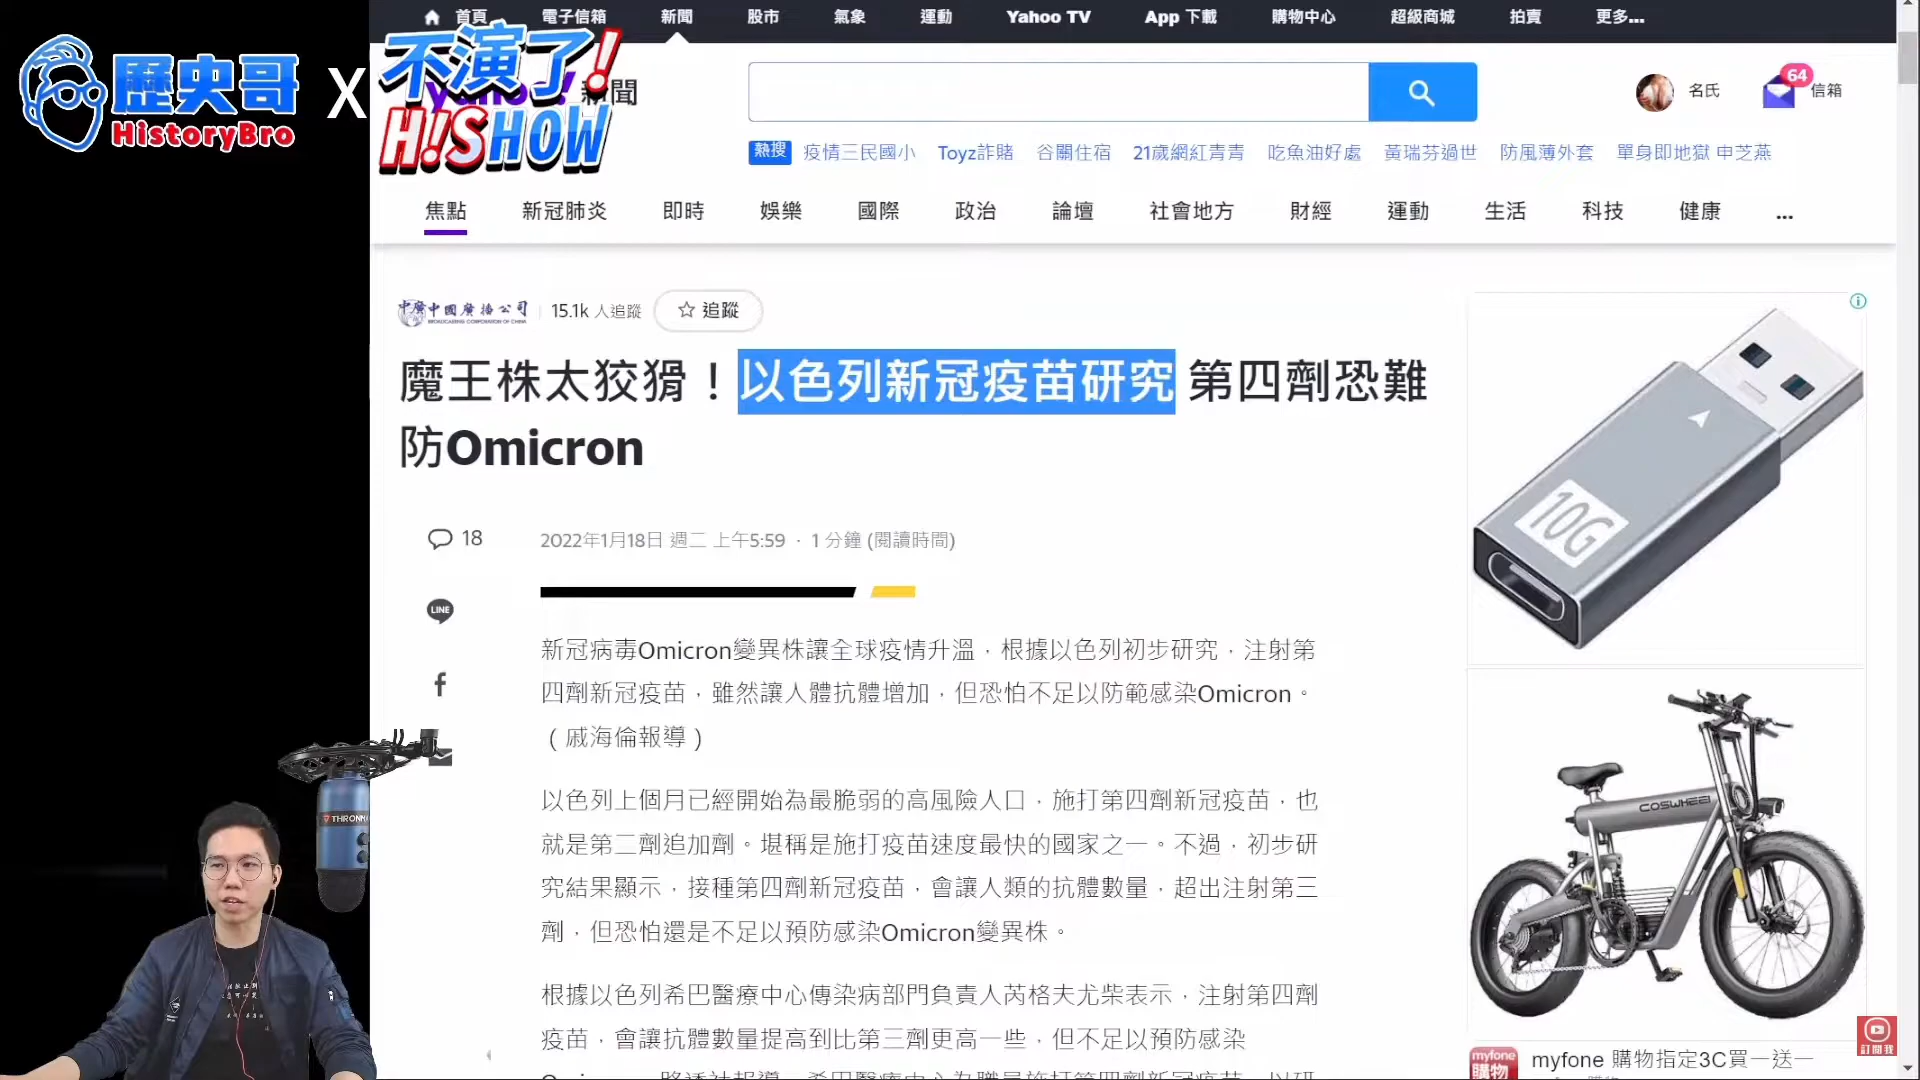 首頁 電子信箱 新聞 股市 氣象 運動 Yahoo TV App 下載 購物中心 超級商城 拍賣 更多...
歷史哥
HistoryBro
X
不演了!
H!SHOW
yahoo! 新聞
名氏
64
信箱
熱搜 疫情三民國小 Toyz詐賭 谷關住宿 21歲網紅青青 吃魚油好處 黃瑞芬過世 防風薄外套 單身即地獄 申芝燕
焦點 新冠肺炎 即時 娛樂 國際 政治 論壇 社會地方 財經 運動 生活 科技 健康 ...
中廣 中國廣播公司
BROADCASTING CORPORATION OF CHINA
15.1k 人追蹤
追蹤
魔王株太狡猾！以色列新冠疫苗研究 第四劑恐難
防Omicron
18
2022年1月18日 週二 上午5:59 · 1 分鐘 (閱讀時間)
LINE
新冠病毒Omicron變異株讓全球疫情升溫，根據以色列初步研究，注射第
四劑新冠疫苗，雖然讓人體抗體增加，但恐怕不足以防範感染Omicron。
（戚海倫報導）
以色列上個月已經開始為最脆弱的高風險人口，施打第四劑新冠疫苗，也
就是第二劑追加劑。堪稱是施打疫苗速度最快的國家之一。不過，初步研
究結果顯示，接種第四劑新冠疫苗，會讓人類的抗體數量，超出注射第三
劑，但恐怕還是不足以預防感染Omicron變異株。
根據以色列希巴醫療中心傳染病部門負責人芮格夫尤柴表示，注射第四劑
疫苗，會讓抗體數量提高到比第三劑更高一些，但不足以預防感染
10G
COSWHEEL
THRONMAX
訂閱我
myfone
購物
myfone 購物指定3C買一送一